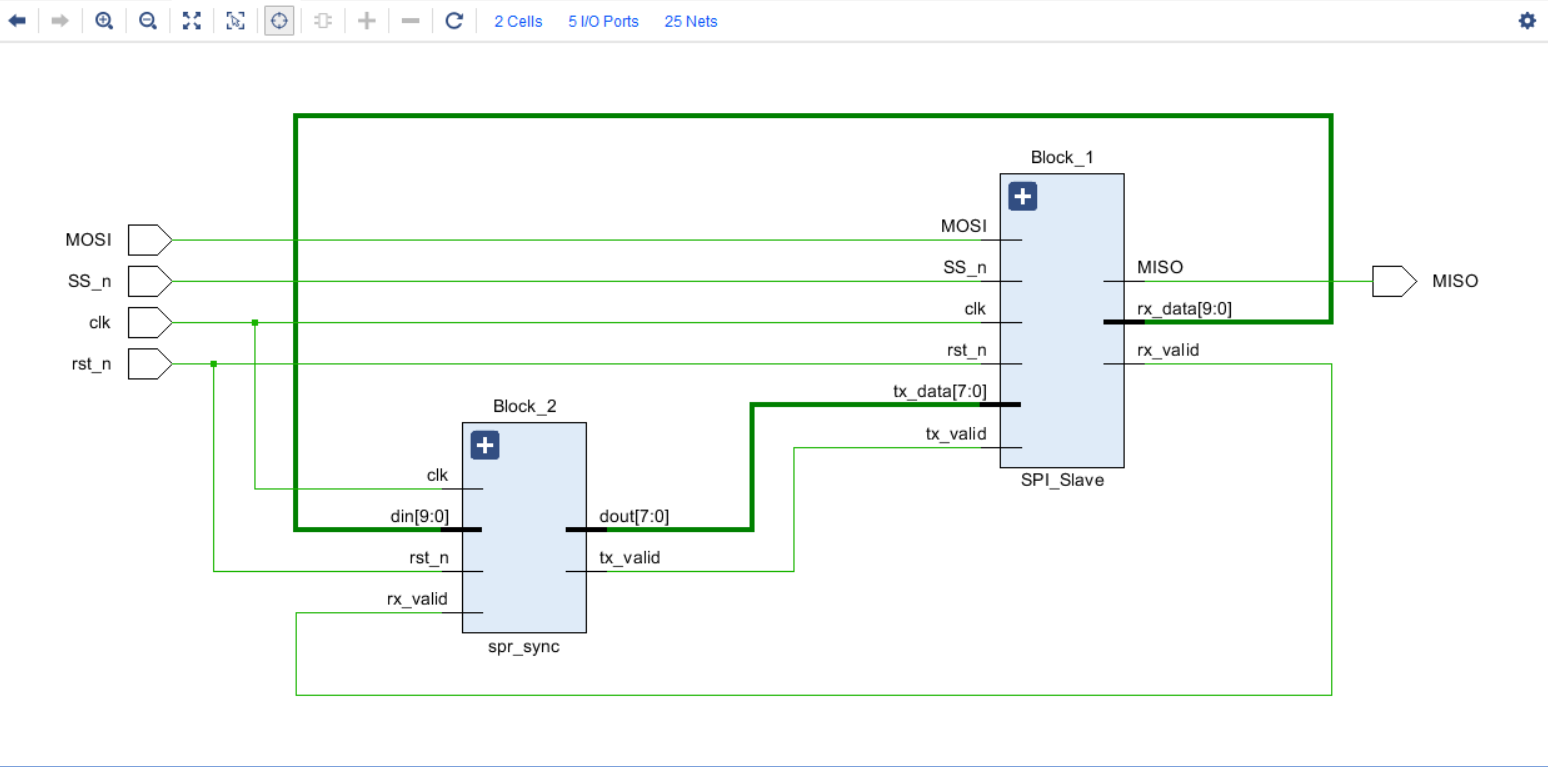 2 Cells 5 I/O Ports 25 Nets
Block_1
MOSI
SS_n
clk
rst_n
MOSI
SS_n
clk
rst_n
tx_data[7:0]
tx_valid
MISO
rx_data[9:0]
rx_valid
MISO
SPI_Slave
Block_2
clk
din[9:0]
rst_n
rx_valid
dout[7:0]
tx_valid
spr_sync